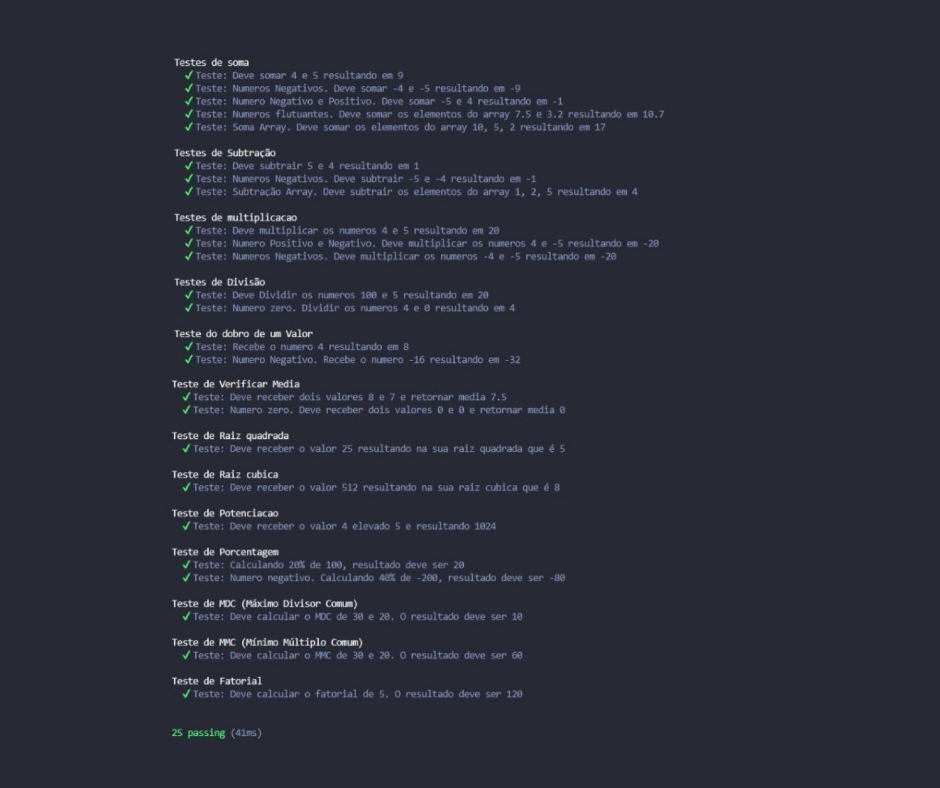 Testes de soma
✓Teste: Deve somar 4 e 5 resultando em 9
✓Teste: Numeros Negativos. Deve somar -4 e -5 resultando em -9
✓Teste: Numero Negativo e Positivo. Deve somar -5 e 4 resultando em -1
✓Teste: Numeros flutuantes. Deve somar os elementos do array 7.5 e 3.2 resultando em 10.7
✓Teste: Soma Array. Deve somar os elementos do array 10, 5, 2 resultando em 17
Testes de Subtração
✓Teste: Deve subtrair 5 e 4 resultando em 1
✓Teste: Numeros Negativos. Deve subtrair -5 e -4 resultando em -1
✓Teste: Subtração Array. Deve subtrair os elementos do array 1, 2, 5 resultando em 4
Testes de multiplicacao
✓Teste: Deve multiplicar os numeros 4 e 5 resultando em 20
✓Teste: Numero Positivo e Negativo. Deve multiplicar os numeros 4 e -5 resultando em -20
✓Teste: Numeros Negativos. Deve multiplicar os numeros -4 e -5 resultando em -20
Testes de Divisão
✓Teste: Deve Dividir os numeros 100 e 5 resultando em 20
✓Teste: Numero zero. Dividir os numeros 4 e 0 resultando em 4
Teste do dobro de um Valor
✓Teste: Recebe o numero 4 resultando em 8
✓Teste: Numero Negativo. Recebe o numero -16 resultando em -32
Teste de Verificar Media
✓Teste: Deve receber dois valores 8 e 7 e retornar media 7.5
✓Teste: Numero zero. Deve receber dois valores 0 e 0 e retornar media 0
Teste de Raiz quadrada
✓Teste: Deve receber o valor 25 resultando na sua raiz quadrada que é 5
Teste de Raiz cubica
✓Teste: Deve receber o valor 512 resultando na sua raiz cubica que é 8
Teste de Potenciacao
✓Teste: Deve receber o valor 4 elevado 5 e resultando 1024
Teste de Porcentagem
✓Teste: Calculando 20% de 100, resultado deve ser 20
✓Teste: Numero negativo. Calculando 40% de -200, resultado deve ser -80
Teste de MDC (Máximo Divisor Comum)
✓Teste: Deve calcular o MDC de 30 e 20. O resultado deve ser 10
Teste de MMC (Mínimo Múltiplo Comum)
✓Teste: Deve calcular o MMC de 30 e 20. O resultado deve ser 60
Teste de Fatorial
✓Teste: Deve calcular o fatorial de 5. O resultado deve ser 120
25 passing (41ms)